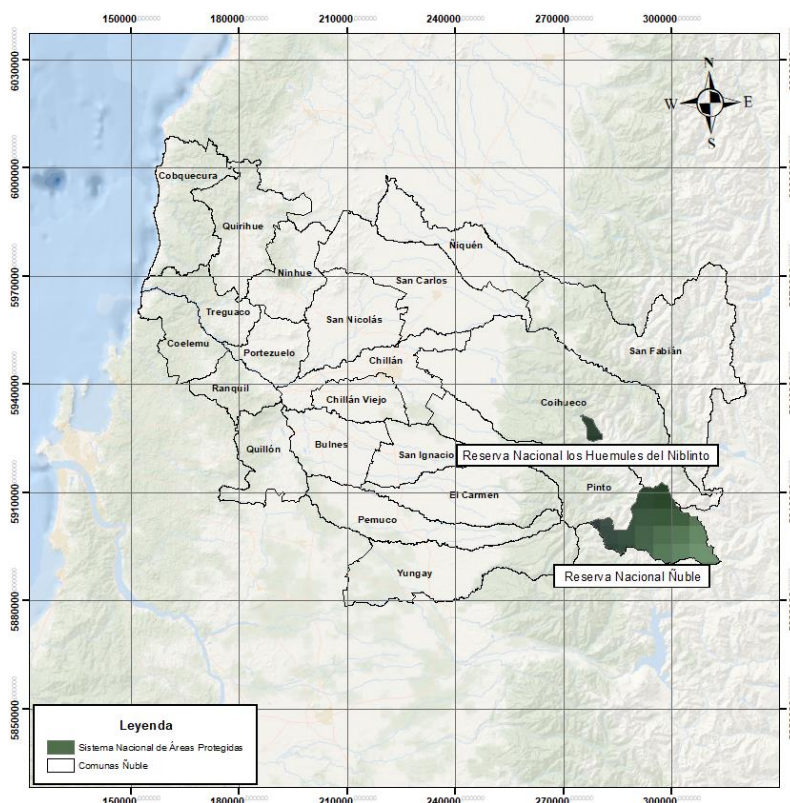 150000 180000 210000 240000 270000 300000
6030000
6000000
5970000
5940000
5910000
5880000
5850000
N
W E
S
Cobquecura
Quirihue
Ñiquén
Ninhue
San Carlos
Treguaco
San Nicolás
Coelemu
Portezuelo
Chillán
San Fabián
Ranquil
Chillán Viejo
Coihueco
Quillón
Bulnes
San Ignacio
Reserva Nacional los Huemules del Niblinto
El Carmen
Pinto
Pemuco
Yungay
Reserva Nacional Ñuble
Leyenda
Sistema Nacional de Áreas Protegidas
Comunas Ñuble
150000 180000 210000 240000 270000 300000